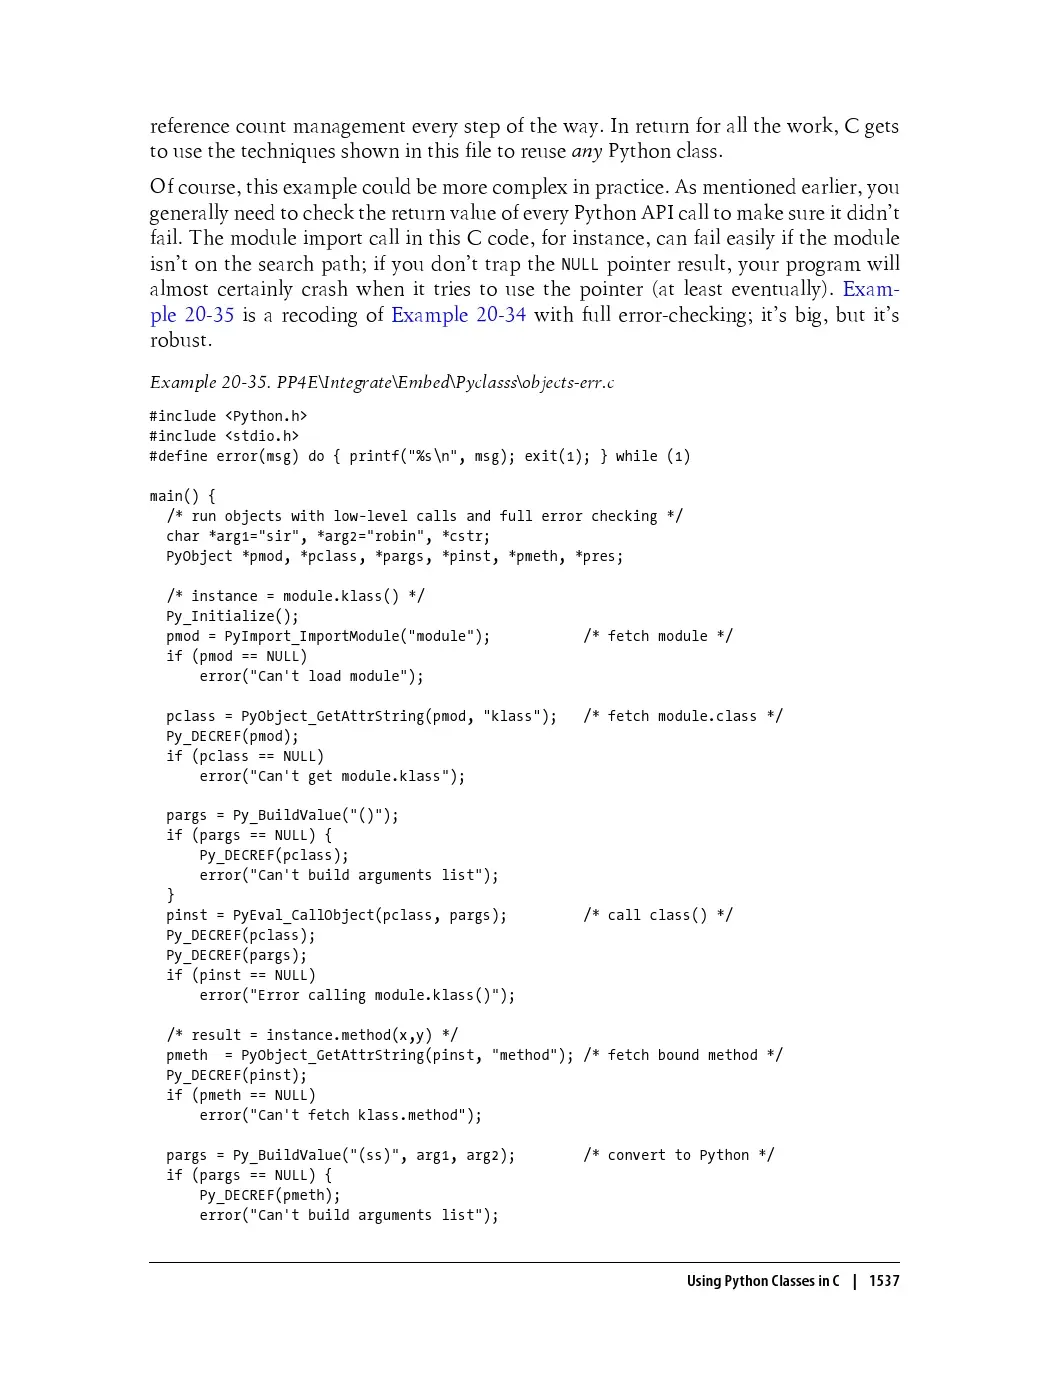 reference count management every step of the way. In return for all the work, C gets
to use the techniques shown in this file to reuse any Python class.
Of course, this example could be more complex in practice. As mentioned earlier, you
generally need to check the return value of every Python API call to make sure it didn’t
fail. The module import call in this C code, for instance, can fail easily if the module
isn’t on the search path; if you don’t trap the NULL pointer result, your program will
almost certainly crash when it tries to use the pointer (at least eventually). Exam-
ple 20-35 is a recoding of Example 20-34 with full error-checking; it’s big, but it’s
robust.
Example 20-35. PP4E\Integrate\Embed\Pyclasss\objects-err.c
#include <Python.h>
#include <stdio.h>
#define error(msg) do { printf("%s\n", msg); exit(1); } while (1)
main() {
  /* run objects with low-level calls and full error checking */
  char *arg1="sir", *arg2="robin", *cstr;
  PyObject *pmod, *pclass, *pargs, *pinst, *pmeth, *pres;
  /* instance = module.klass() */
  Py_Initialize();
  pmod = PyImport_ImportModule("module");           /* fetch module */
  if (pmod == NULL)
      error("Can't load module");
  pclass = PyObject_GetAttrString(pmod, "klass");   /* fetch module.class */
  Py_DECREF(pmod);
  if (pclass == NULL)
      error("Can't get module.klass");
  pargs = Py_BuildValue("()");
  if (pargs == NULL) {
      Py_DECREF(pclass);
      error("Can't build arguments list");
  }
  pinst = PyEval_CallObject(pclass, pargs);         /* call class() */
  Py_DECREF(pclass);
  Py_DECREF(pargs);
  if (pinst == NULL)
      error("Error calling module.klass()");
  /* result = instance.method(x,y) */
  pmeth  = PyObject_GetAttrString(pinst, "method"); /* fetch bound method */
  Py_DECREF(pinst);
  if (pmeth == NULL)
      error("Can't fetch klass.method");
  pargs = Py_BuildValue("(ss)", arg1, arg2);        /* convert to Python */
  if (pargs == NULL) {
      Py_DECREF(pmeth);
      error("Can't build arguments list");
Using Python Classes in C | 1537